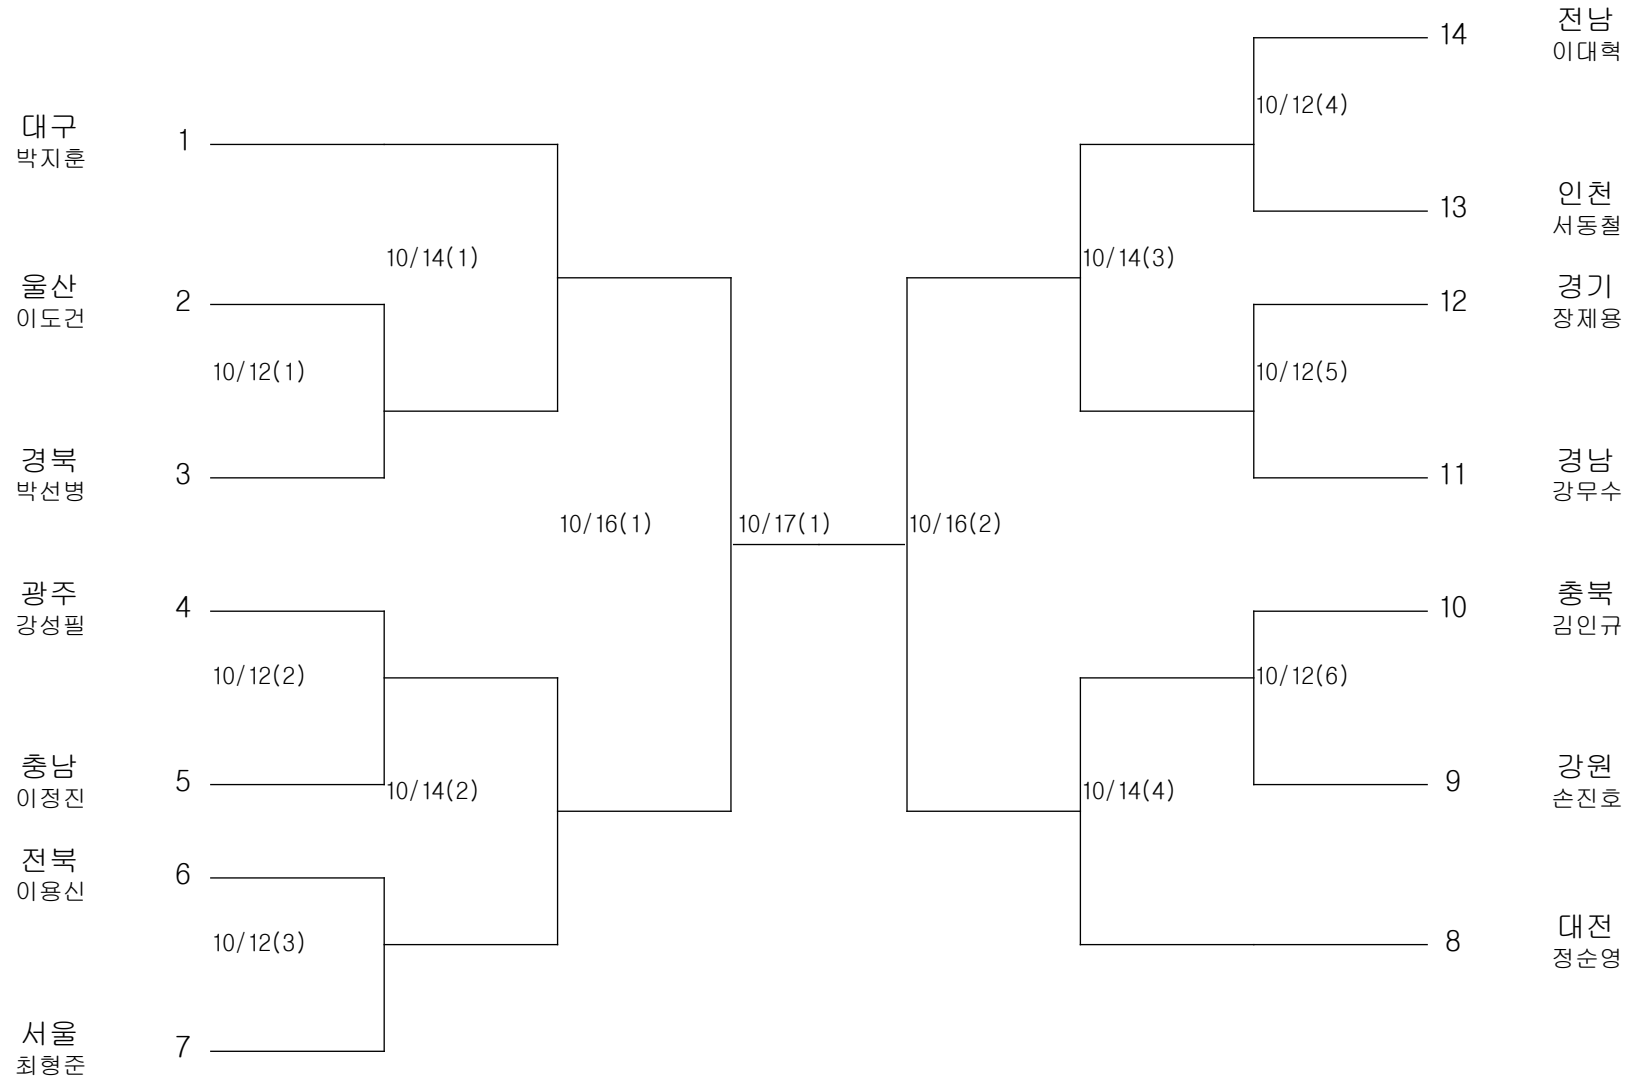 대구
박지훈
1
10/14(1)
울산
이도건
2
10/12(1)
경북
박선병
3
10/16(1)
광주
강성필
4
10/12(2)
충남
이정진
5
10/14(2)
전북
이용신
6
10/12(3)
서울
최형준
7
10/17(1)
14
전남
이대혁
10/12(4)
13
인천
서동철
10/14(3)
12
경기
장제용
10/12(5)
11
경남
강무수
10/16(2)
10
충북
김인규
10/12(6)
9
강원
손진호
10/14(4)
8
대전
정순영